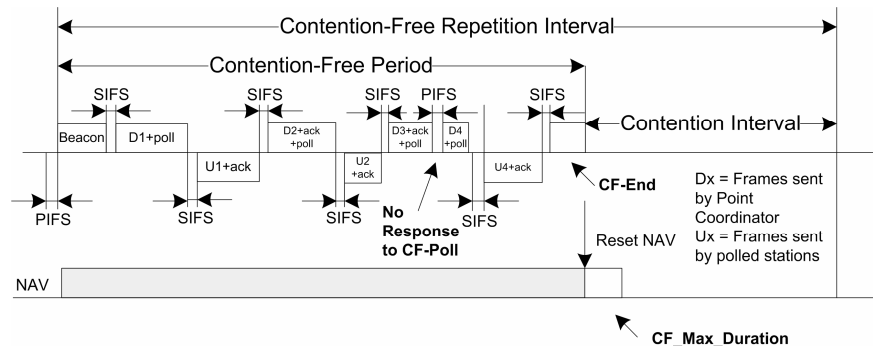 Contention-Free Repetition Interval
Contention-Free Period
SIFS
SIFS
SIFS
PIFS
SIFS
Beacon
D1+poll
D2+ack
+poll
D3+ack
+poll
D4
+poll
Contention Interval
U1+ack
U2
+ack
U4+ack
PIFS
SIFS
SIFS
SIFS
No
Response
to CF-Poll
CF-End
Reset NAV
Dx = Frames sent
by Point
Coordinator
Ux = Frames sent
by polled stations
NAV
CF_Max_Duration